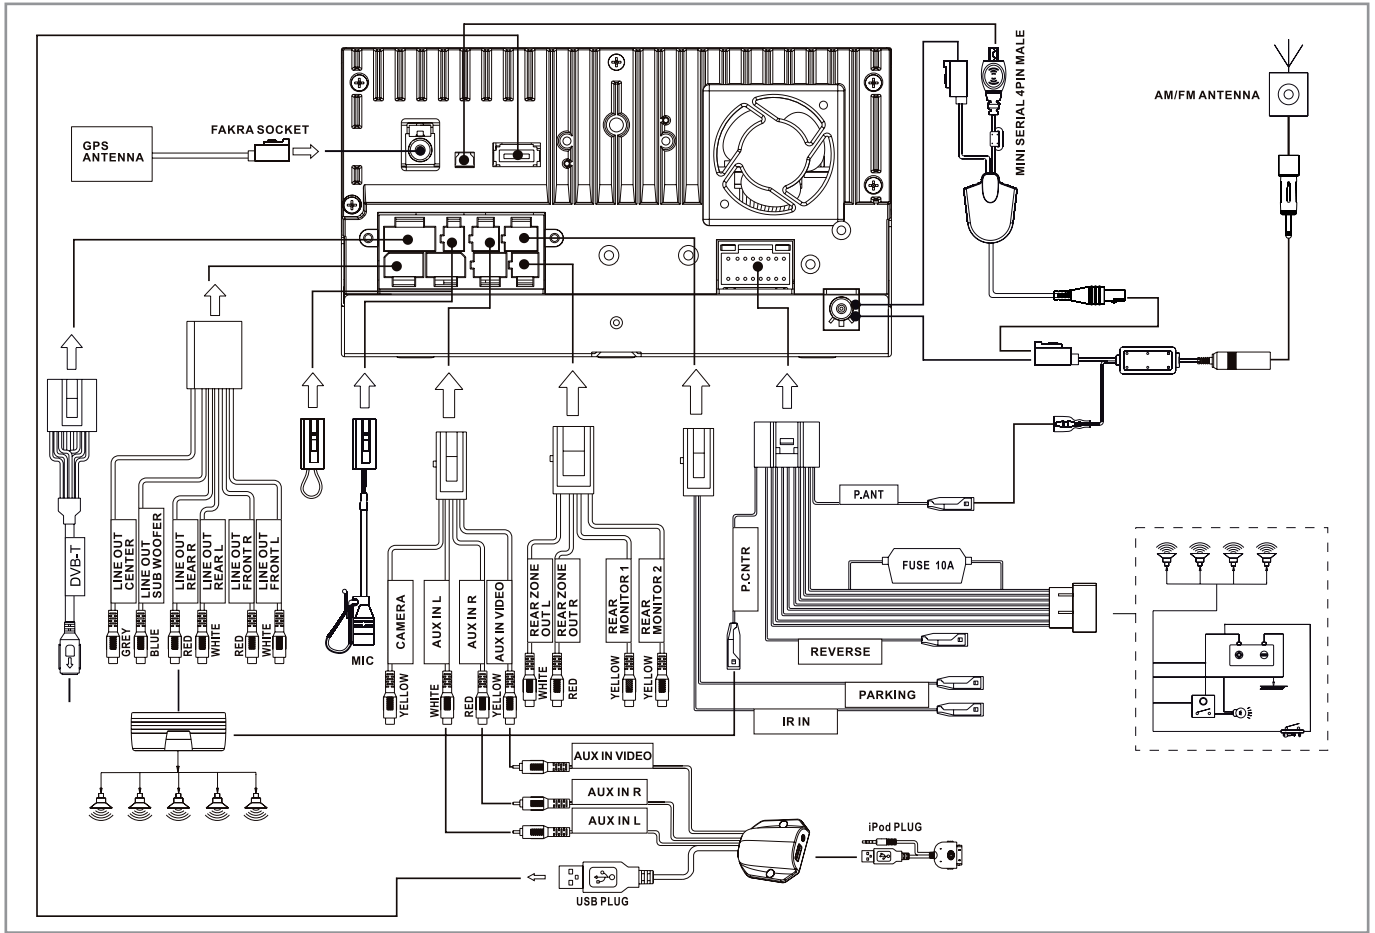 MINI SERIAL 4PIN MALE
AM/FM ANTENNA
FAKRA SOCKET
GPS
ANTENNA
P.ANT
FUSE 10A
P.CNTR
REVERSE
PARKING
IR IN
DVB-T
LINE OUT
CENTER
LINE OUT
SUB WOOFER
LINE OUT
REAR R
LINE OUT
REAR L
LINE OUT
FRONT R
LINE OUT
FRONT L
GREY
BLUE
RED
WHITE
RED
WHITE
MIC
CAMERA
AUX IN L
AUX IN R
AUX IN VIDEO
YELLOW
WHITE
RED
YELLOW
REAR ZONE
OUT L
REAR ZONE
OUT R
REAR
MONITOR 1
REAR
MONITOR 2
WHITE
RED
YELLOW
YELLOW
AUX IN VIDEO
AUX IN R
AUX IN L
USB PLUG
iPod PLUG